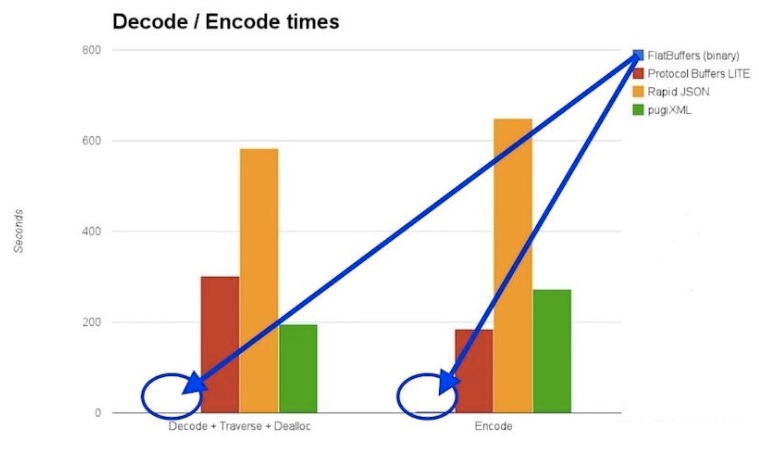 Decode / Encode times
800
600
400
200
0
Seconds
FlatBuffers (binary)
Protocol Buffers LITE
Rapid JSON
pugiXML
Decode + Traverse + Dealloc
Encode